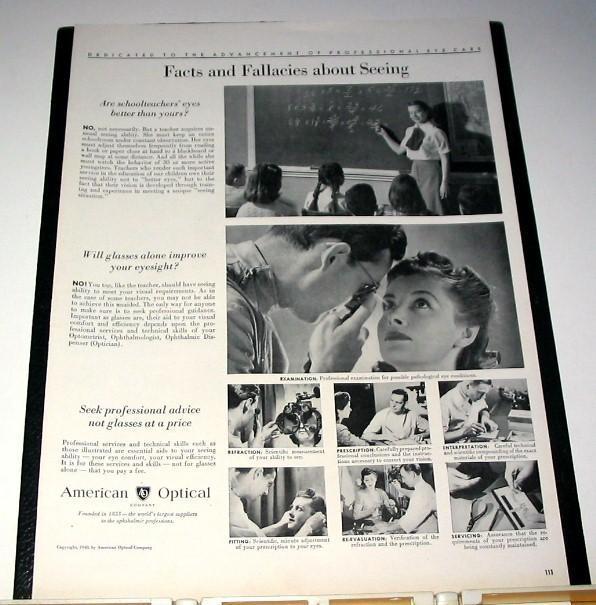 DEDICATED TO THE ADVANCEMENT OF PROFESSIONAL EYE CARE
Facts and Fallacies about Seeing
Are schoolteachers' eyes
better than yours?
NO, not necessarily. But a teacher acquires un-
usual seeing ability. She must keep an entire
schoolroom under constant observation. Her eyes
must adjust themselves frequently from reading
a book or paper close at hand to a blackboard or
wall map at some distance. And all the while she
must watch the behavior of 30 or more active
youngsters. Teachers who render such important
service in the education of our children owe their
seeing ability not to "better eyes," but to the
fact that their vision is developed through train-
ing and experience in meeting a unique "seeing
situation."
Will glasses alone improve
your eyesight?
NO! You too, like the teacher, should have seeing
ability to meet your visual requirements. As in
the case of some teachers, you may not be able
to achieve this unaided. The only way for anyone
to make sure is to seek professional guidance.
Important as glasses are, their aid to your visual
comfort and efficiency depends upon the pro-
fessional services and technical skills of your
Optometrist, Ophthalmologist, Ophthalmic Dis-
penser (Optician).
EXAMINATION: Professional examination for possible pathological eye conditions.
Seek professional advice
not glasses at a price
Professional services and technical skills such as
those illustrated are essential aids to your seeing
ability — your eye comfort, your visual efficiency.
It is for these services and skills — not for glasses
alone — that you pay a fee.
American AO Optical
COMPANY
Founded in 1833 — the world's largest suppliers
to the ophthalmic professions.
Copyright, 1948, by American Optical Company
REFRACTION: Scientific measurement
of your ability to see.
PRESCRIPTION: Carefully prepared pro-
fessional conclusions and the instruc-
tions necessary to correct your vision.
INTERPRETATION: Careful technical
and scientific compounding of the exact
materials of your prescription.
FITTING: Scientific, minute adjustment
of your prescription to your eyes.
RE-EVALUATION: Verification of the
refraction and the prescription.
SERVICING: Assurance that the re-
quirements of your prescription are
being constantly maintained.
111